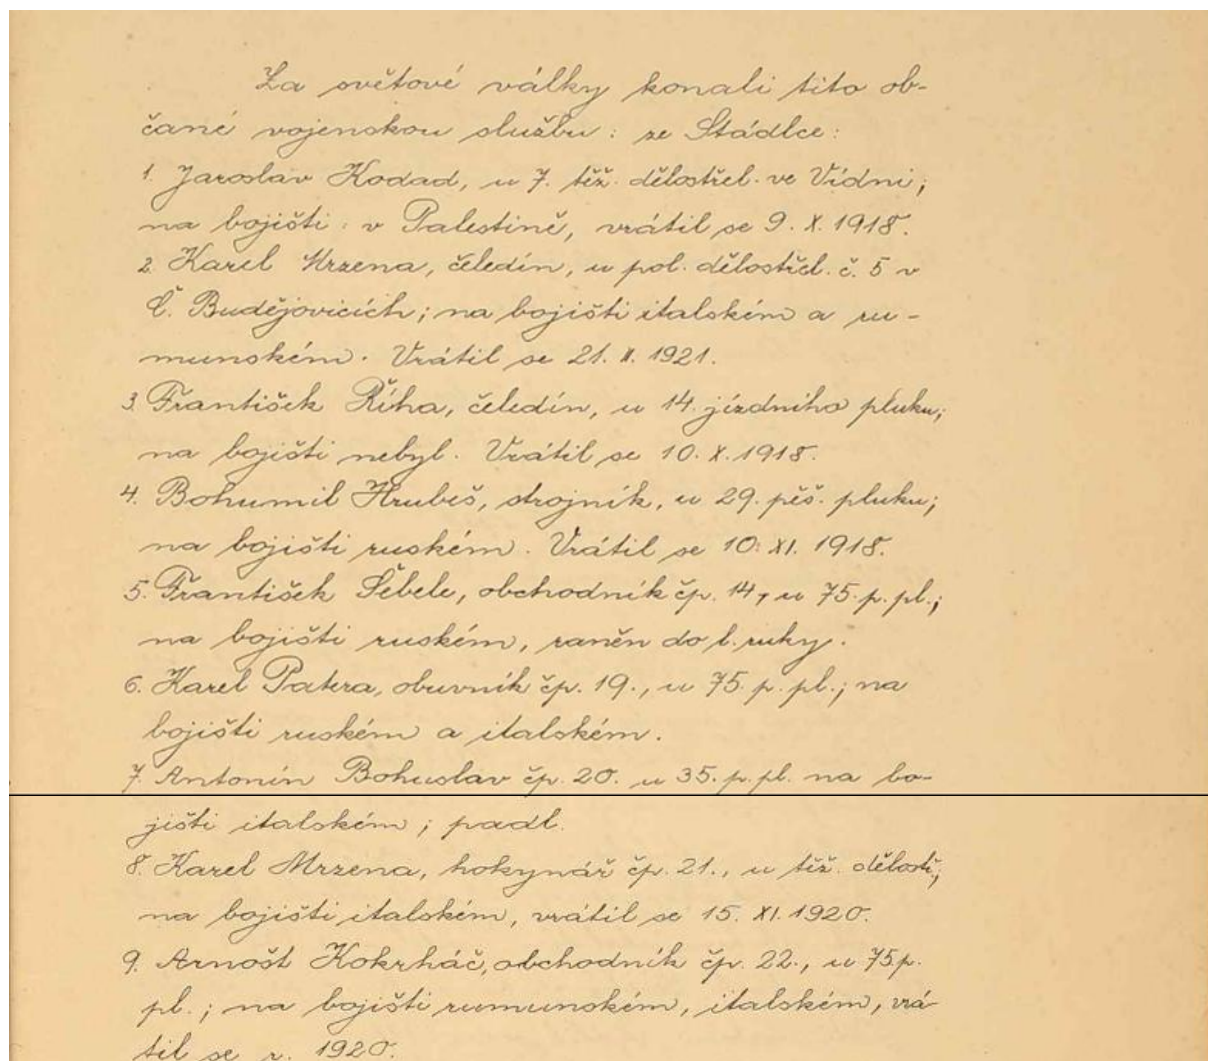 Za světové války konali tito ob-
čané vojenskou službu: ze Stádlce:
1. Jaroslav Kodad, u 7. těž. dělostřel. ve Vídni;
na bojišti: v Palestině, vrátil se 9. X. 1918.
2. Karel Mrzena, čeledín, u pol. dělostřel. č. 5 v
Č. Budějovicích; na bojišti italském a ru-
munském. Vrátil se 21. II. 1921.
3. František Říha, čeledín, u 14. jízdního pluku;
na bojišti nebyl. Vrátil se 10. X. 1918.
4. Bohumil Hrubeš, strojník, u 29. pěš. pluku;
na bojišti ruském. Vrátil se 10. XI. 1918.
5. František Šebele, obchodník čp. 14, u 75. p. pl.;
na bojišti ruském, raněn do l. ruky.
6. Karel Patera, obuvník čp. 19., u 75. p. pl.; na
bojišti ruském a italském.
7. Antonín Bohuslav čp. 20. u 35. p. pl. na bo-
jišti italském; padl.
8. Karel Mrzena, hokynář čp. 21., u těž. dělostř.;
na bojišti italském, vrátil se 15. XI. 1920.
9. Arnošt Kokrháč, obchodník čp. 22., u 75 p.
pl.; na bojišti rumunském, italském, vrá-
til se r. 1920.